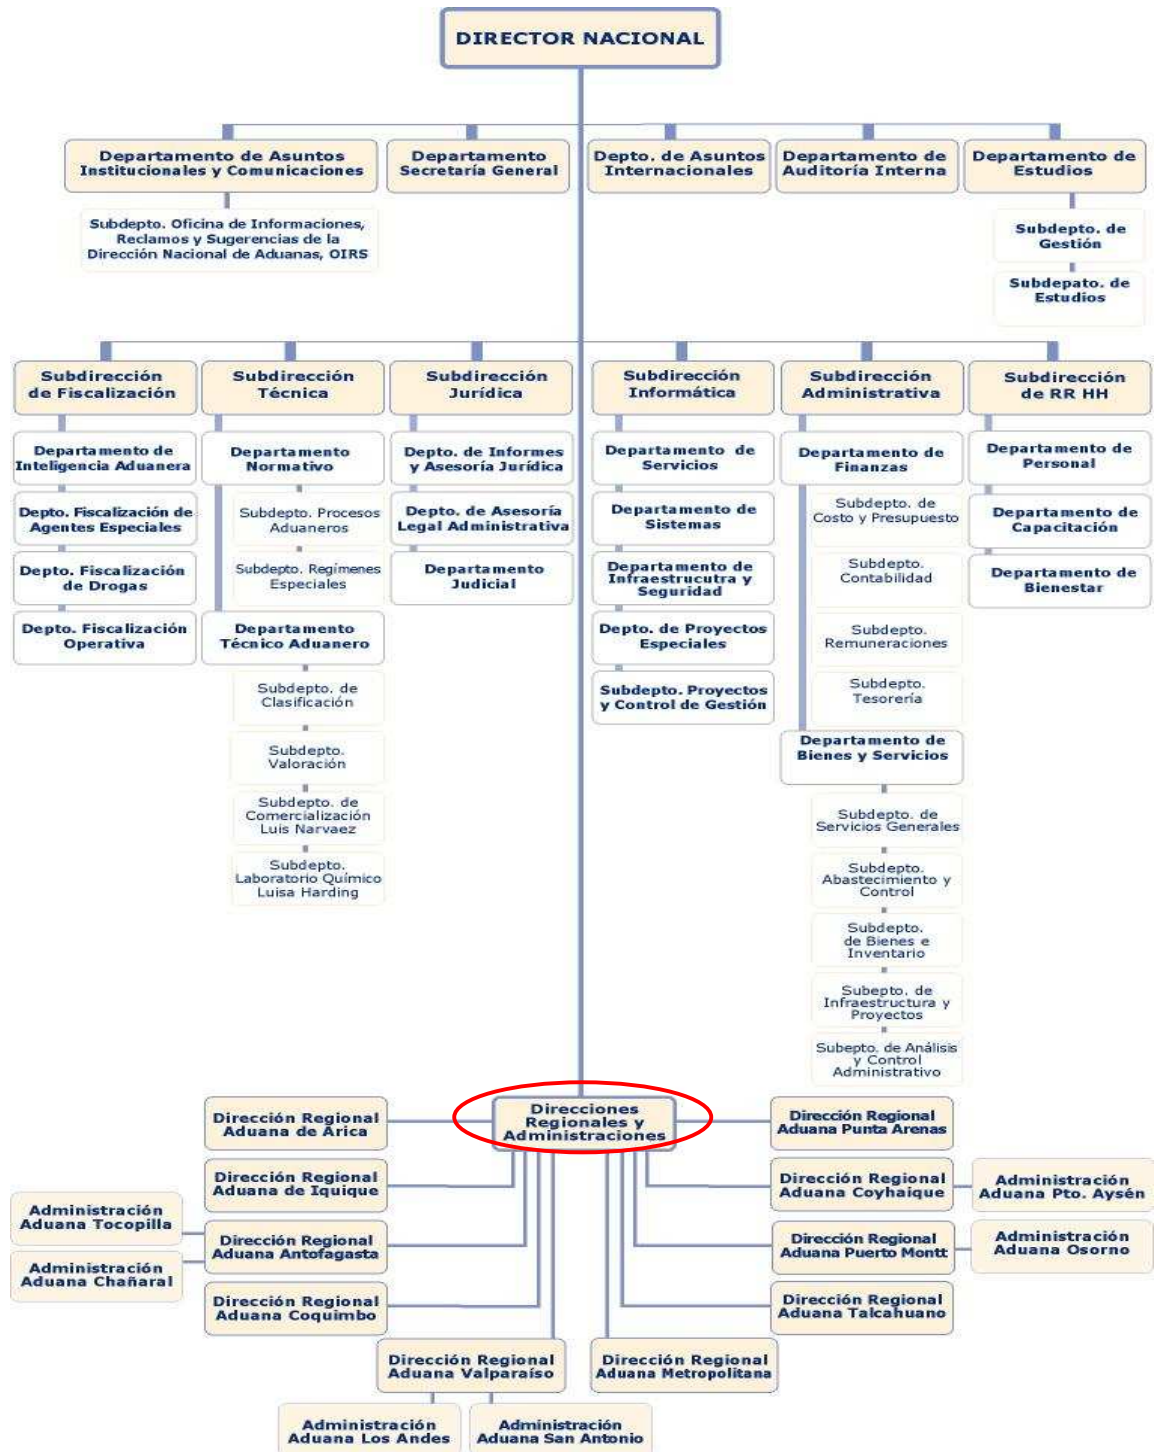 DIRECTOR NACIONAL
Departamento de Asuntos
Institucionales y Comunicaciones
Departamento
Secretaría General
Depto. de Asuntos
Internacionales
Departamento de
Auditoría Interna
Departamento de
Estudios
Subdepto. Oficina de Informaciones,
Reclamos y Sugerencias de la
Dirección Nacional de Aduanas, OIRS
Subdepto. de
Gestión
Subdepato. de
Estudios
Subdirección
de Fiscalización
Subdirección
Técnica
Subdirección
Jurídica
Subdirección
Informática
Subdirección
Administrativa
Subdirección
de RR HH
Departamento de
Inteligencia Aduanera
Depto. Fiscalización de
Agentes Especiales
Depto. Fiscalización
de Drogas
Depto. Fiscalización
Operativa
Departamento
Normativo
Subdepto. Procesos
Aduaneros
Subdepto. Regímenes
Especiales
Departamento
Técnico Aduanero
Subdepto. de
Clasificación
Subdepto.
Valoración
Subdepto. de
Comercialización
Luis Narvaez
Subdepto.
Laboratorio Químico
Luisa Harding
Depto. de Informes
y Asesoría Jurídica
Depto. de Asesoría
Legal Administrativa
Departamento
Judicial
Departamento de
Servicios
Departamento de
Sistemas
Departamento de
Infraestrucutra y
Seguridad
Depto. de Proyectos
Especiales
Subdepto. Proyectos
y Control de Gestión
Departamento de
Finanzas
Subdepto. de
Costo y Presupuesto
Subdepto.
Contabilidad
Subdepto.
Remuneraciones
Subdepto.
Tesorería
Departamento de
Bienes y Servicios
Subdepto. de
Servicios Generales
Subdepto.
Abastecimiento y
Control
Subdepto.
de Bienes e
Inventario
Subepto. de
Infraestructura y
Proyectos
Subepto. de Análisis
y Control
Administrativo
Departamento de
Personal
Departamento de
Capacitación
Departamento de
Bienestar
Direcciones
Regionales y
Administraciones
Dirección Regional
Aduana de Arica
Dirección Regional
Aduana de Iquique
Administración
Aduana Tocopilla
Dirección Regional
Aduana Antofagasta
Administración
Aduana Chañaral
Dirección Regional
Aduana Coquimbo
Dirección Regional
Aduana Valparaíso
Administración
Aduana Los Andes
Administración
Aduana San Antonio
Dirección Regional
Aduana Punta Arenas
Dirección Regional
Aduana Coyhaique
Administración
Aduana Pto. Aysén
Dirección Regional
Aduana Puerto Montt
Administración
Aduana Osorno
Dirección Regional
Aduana Talcahuano
Dirección Regional
Aduana Metropolitana